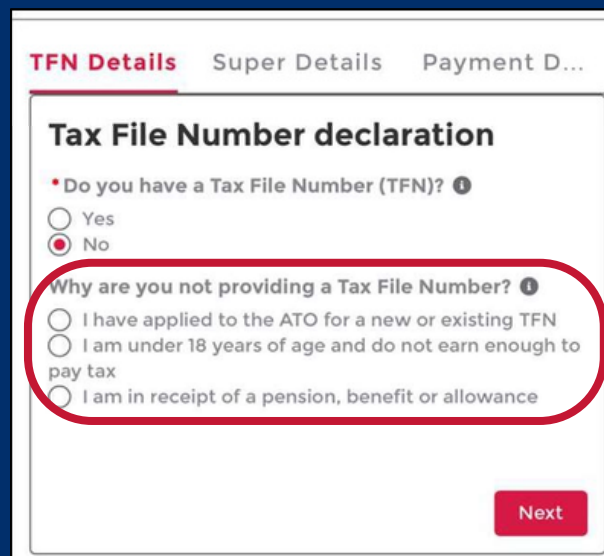 TFN Details Super Details Payment D...
Tax File Number declaration
* Do you have a Tax File Number (TFN)? i
Yes
No
Why are you not providing a Tax File Number? i
I have applied to the ATO for a new or existing TFN
I am under 18 years of age and do not earn enough to
pay tax
I am in receipt of a pension, benefit or allowance
Next